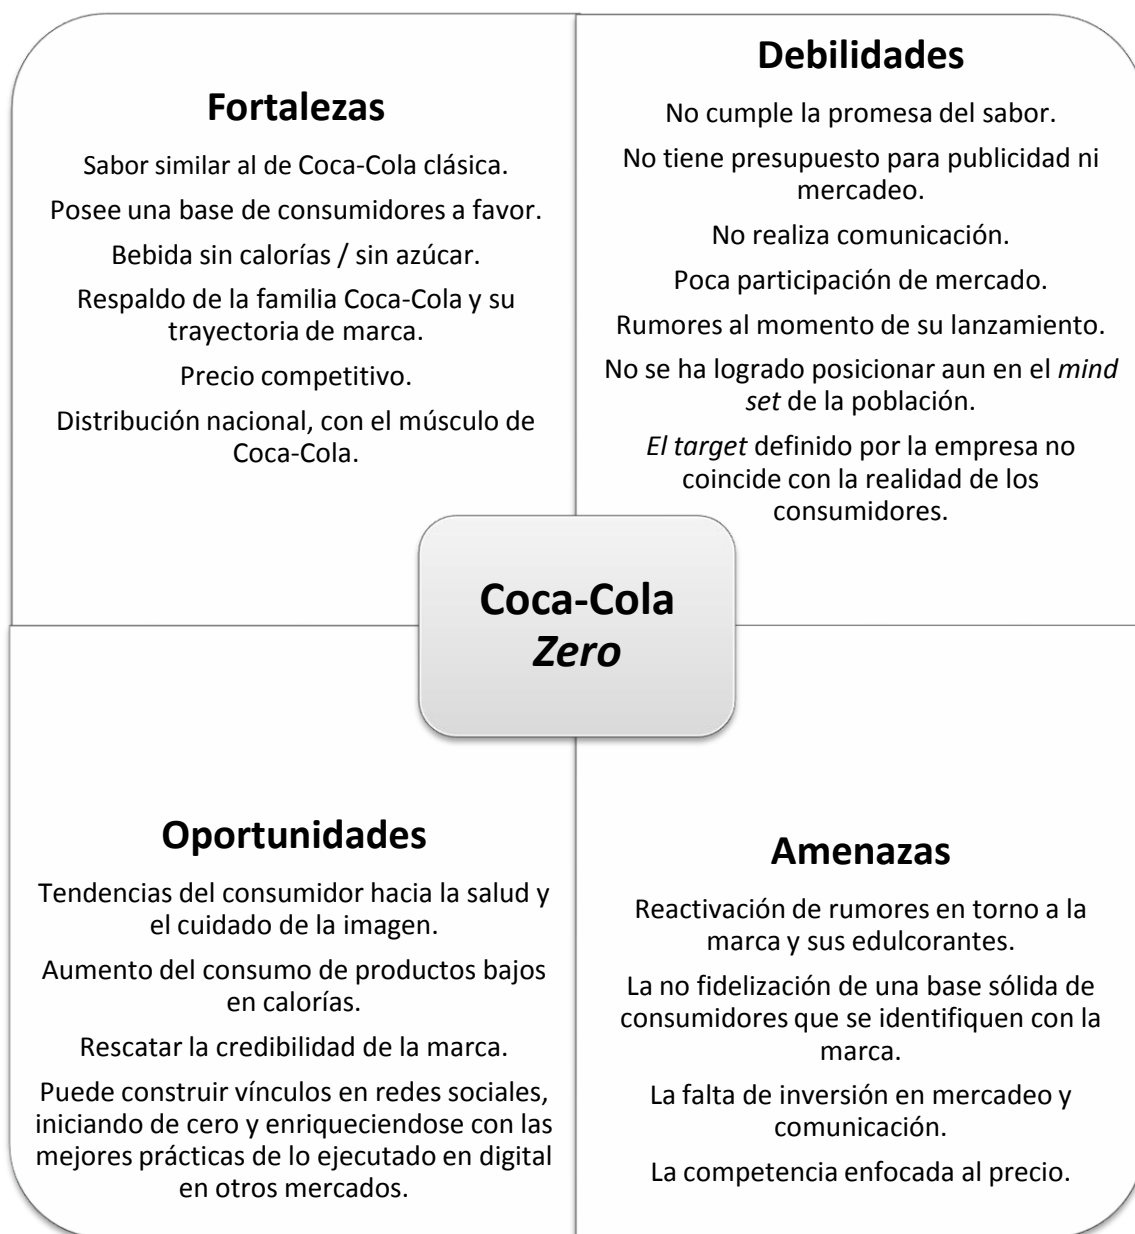 Fortalezas
Sabor similar al de Coca-Cola clásica.
Posee una base de consumidores a favor.
Bebida sin calorías / sin azúcar.
Respaldo de la familia Coca-Cola y su
trayectoria de marca.
Precio competitivo.
Distribución nacional, con el músculo de
Coca-Cola.
Debilidades
No cumple la promesa del sabor.
No tiene presupuesto para publicidad ni
mercadeo.
No realiza comunicación.
Poca participación de mercado.
Rumores al momento de su lanzamiento.
No se ha logrado posicionar aun en el mind
set de la población.
El target definido por la empresa no
coincide con la realidad de los
consumidores.
Coca-Cola
Zero
Oportunidades
Tendencias del consumidor hacia la salud y
el cuidado de la imagen.
Aumento del consumo de productos bajos
en calorías.
Rescatar la credibilidad de la marca.
Puede construir vínculos en redes sociales,
iniciando de cero y enriqueciendose con las
mejores prácticas de lo ejecutado en digital
en otros mercados.
Amenazas
Reactivación de rumores en torno a la
marca y sus edulcorantes.
La no fidelización de una base sólida de
consumidores que se identifiquen con la
marca.
La falta de inversión en mercadeo y
comunicación.
La competencia enfocada al precio.